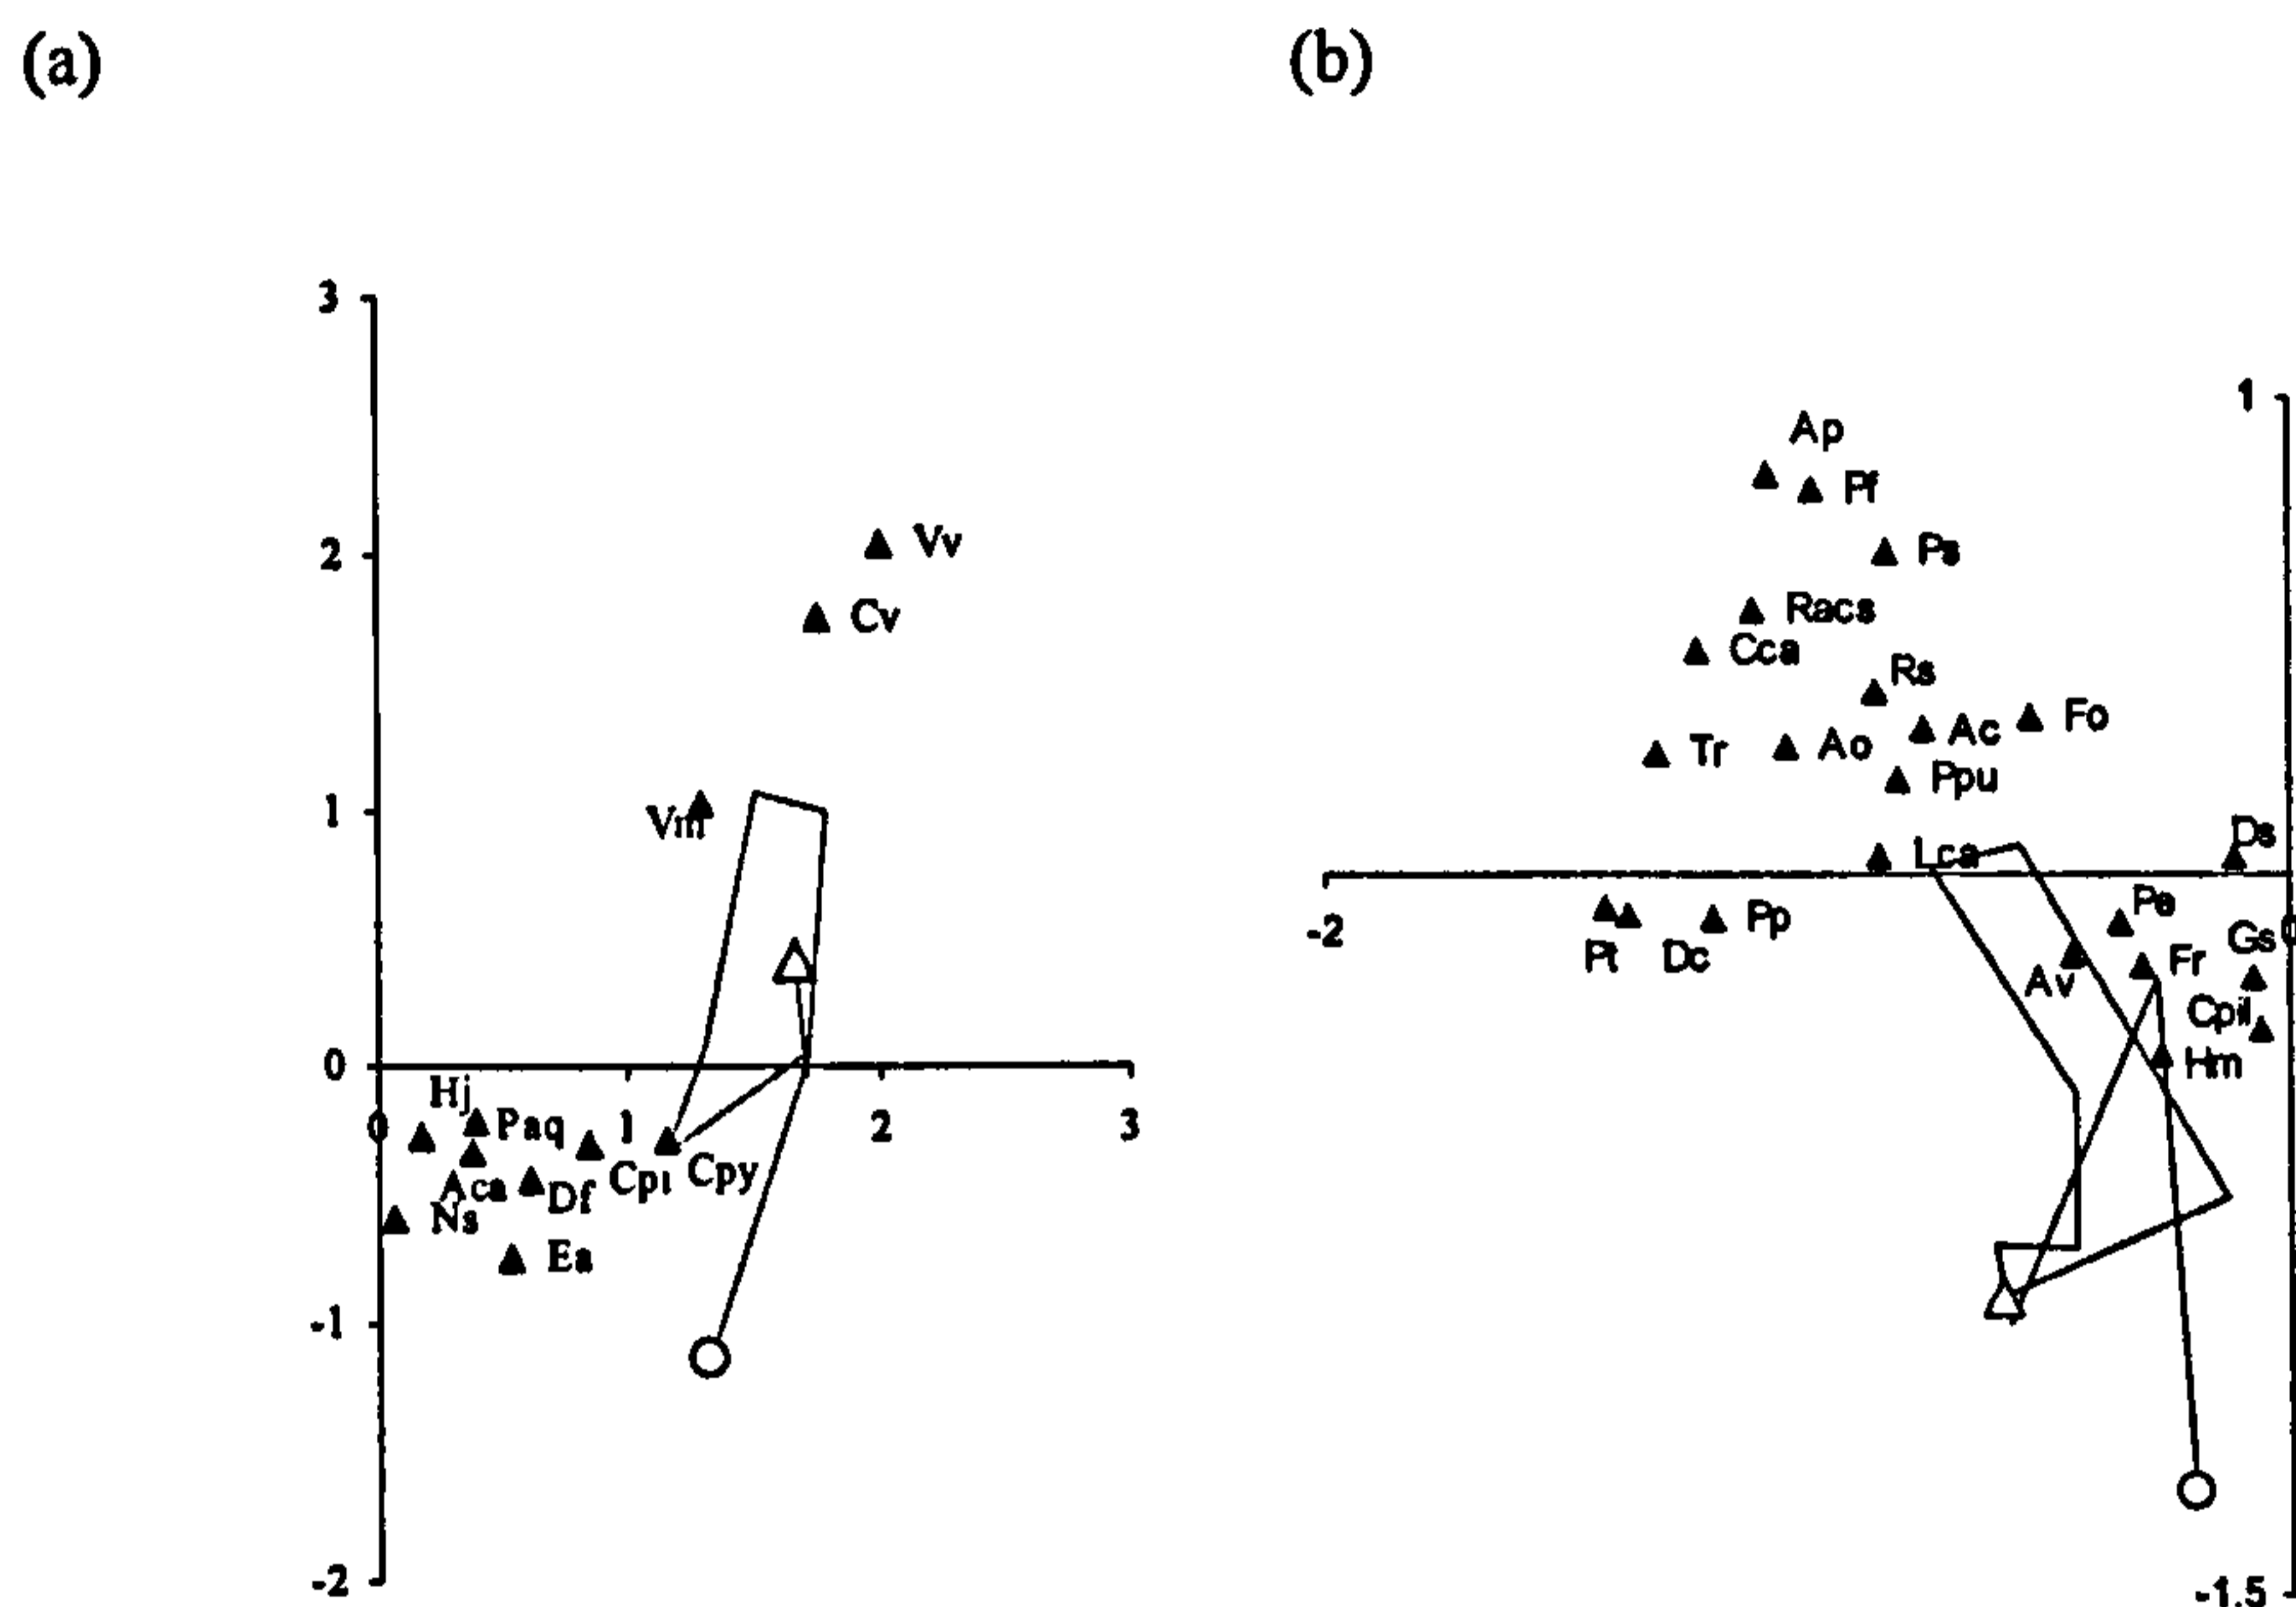 (a)
(b)
3
2
1
0
-1
-2
0
1
2
3
Vv
Cv
Vm
Hj
Paq
Aca
Df
Cpi
Cpy
Ns
Ea
1
-2
-1.5
Ap
Pf
Ps
Racs
Cca
Rs
Fo
Tr
Ao
Ac
Ppu
Lca
Ds
Pt
Dc
Pp
Pe
Gs
Av
Fr
Cpil
Hm